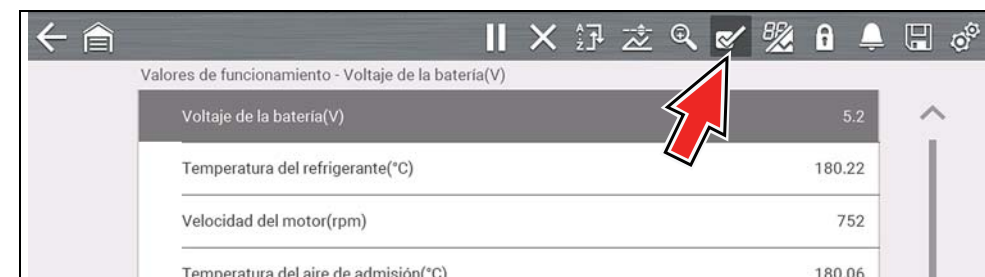 Valores de funcionamiento - Voltaje de la batería(V)
Voltaje de la batería(V) 5.2
Temperatura del refrigerante(°C) 180.22
Velocidad del motor(rpm) 752
Temperatura del aire de admisión(°C) 180.06